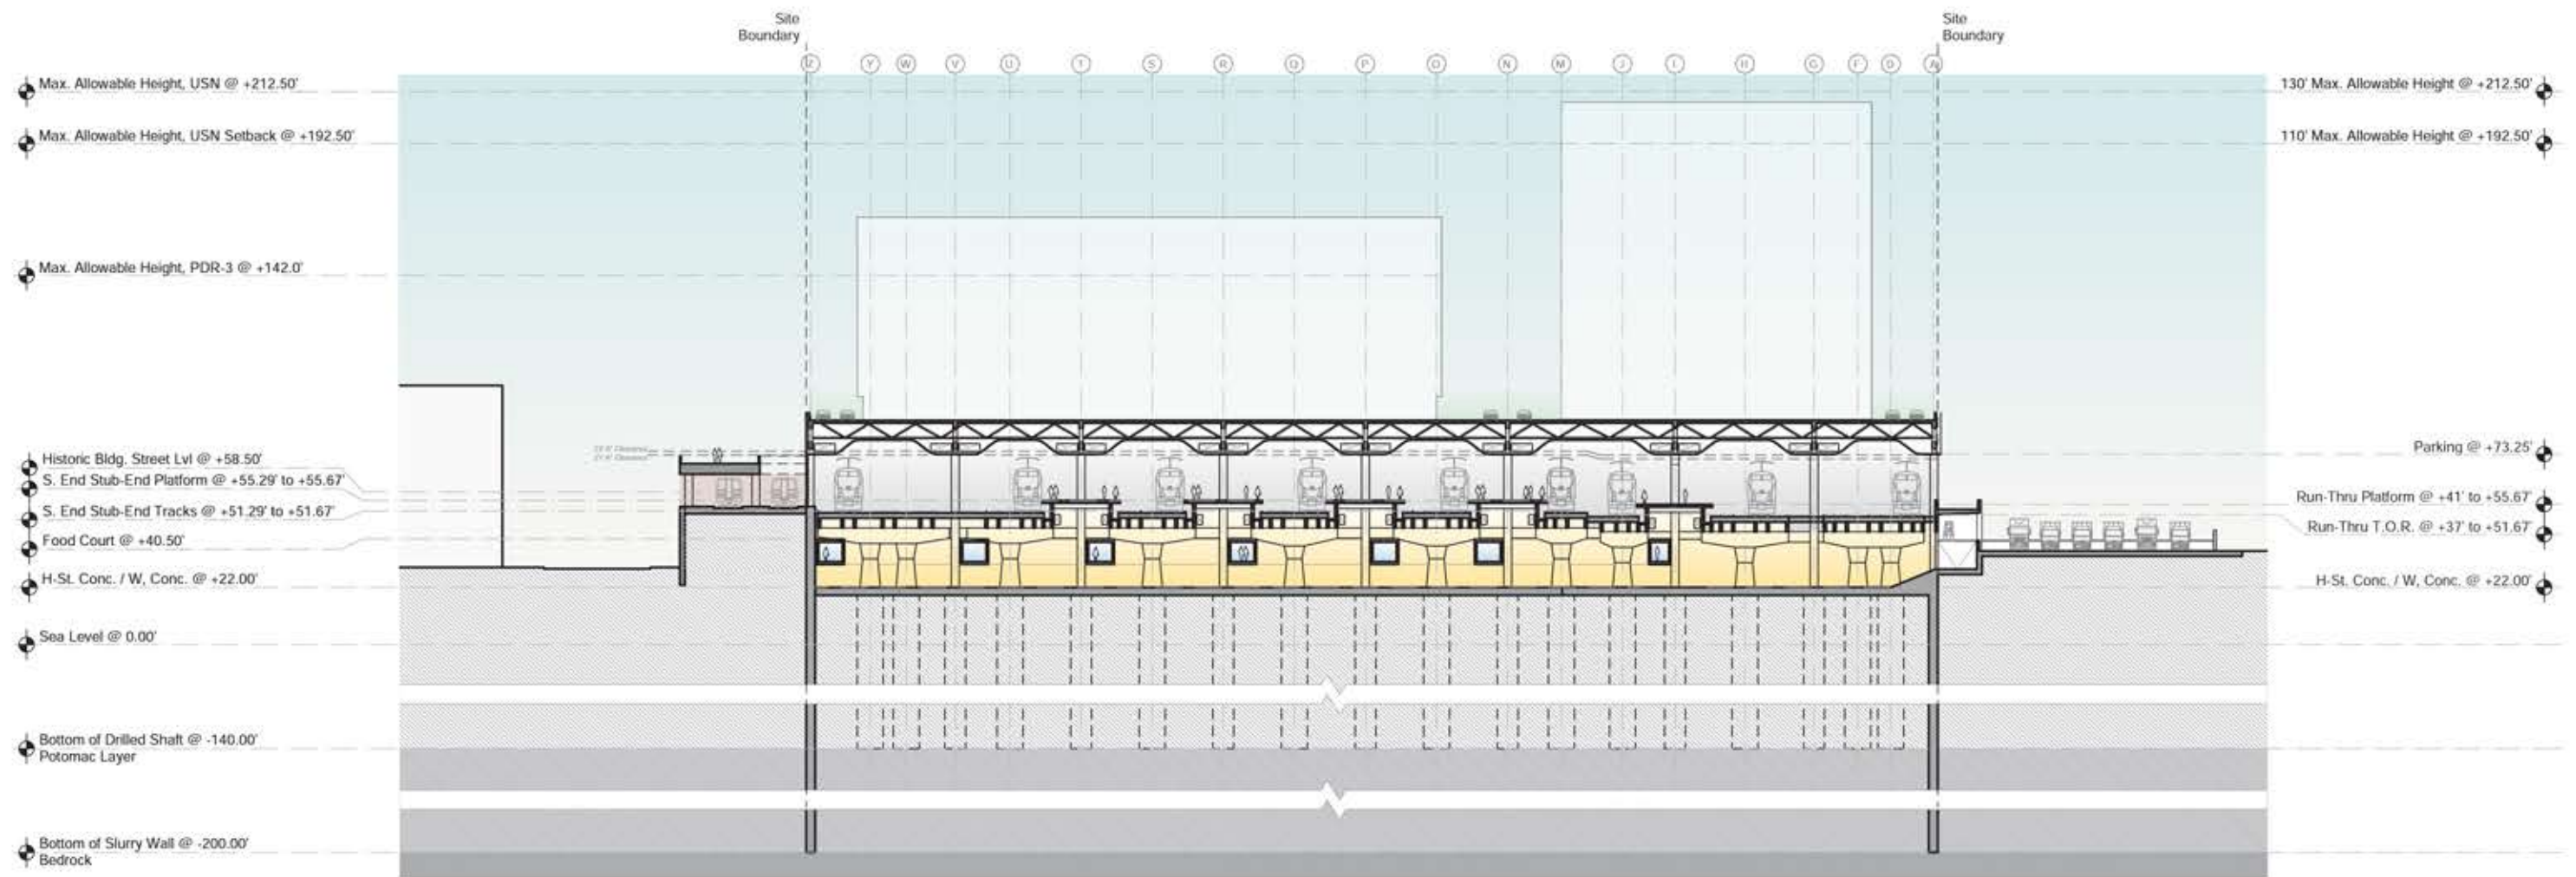 Site
Boundary
Site
Boundary
Z Y W V U T S R Q P O N M J I H G F D A
Max. Allowable Height, USN @ +212.50'
130' Max. Allowable Height @ +212.50'
Max. Allowable Height, USN Setback @ +192.50'
110' Max. Allowable Height @ +192.50'
Max. Allowable Height, PDR-3 @ +142.0'
Parking @ +73.25'
Historic Bldg. Street Lvl @ +58.50'
S. End Stub-End Platform @ +55.29' to +55.67'
Run-Thru Platform @ +41' to +55.67'
S. End Stub-End Tracks @ +51.29' to +51.67'
Run-Thru T.O.R. @ +37' to +51.67'
Food Court @ +40.50'
H-St. Conc. / W, Conc. @ +22.00'
H-St. Conc. / W, Conc. @ +22.00'
Sea Level @ 0.00'
Bottom of Drilled Shaft @ -140.00'
Potomac Layer
Bottom of Slurry Wall @ -200.00'
Bedrock